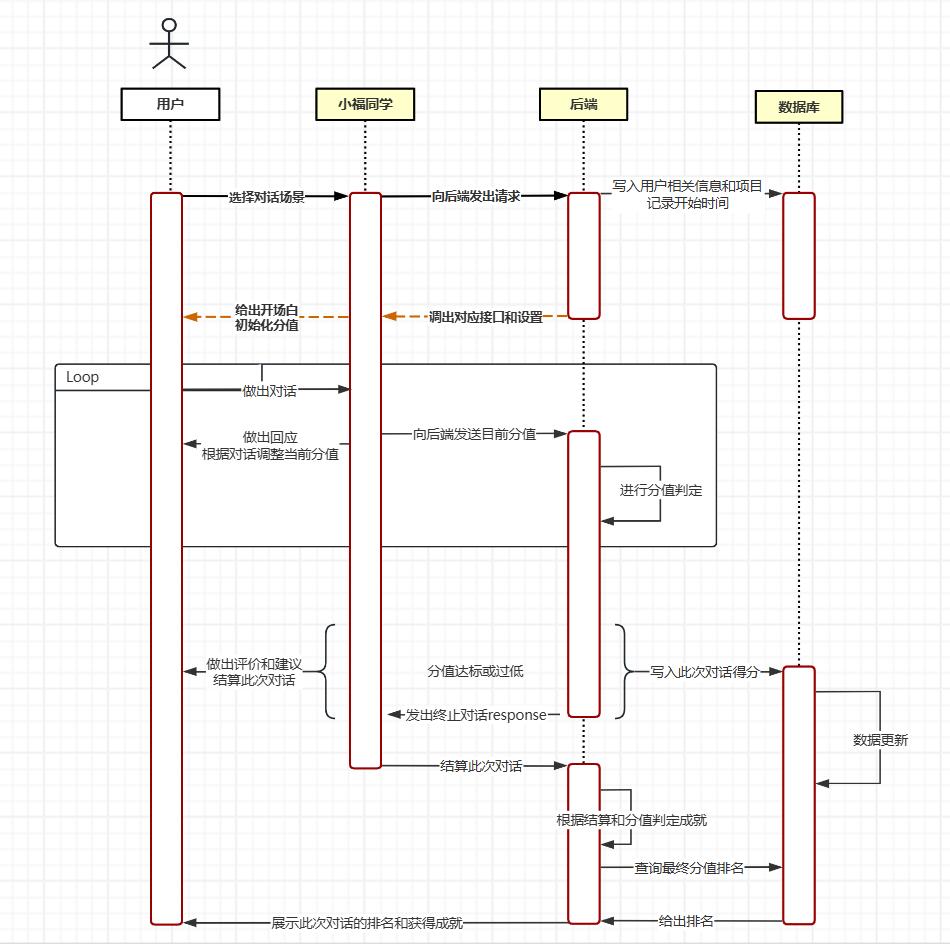 用户
小福同学
后端
数据库
选择对话场景
向后端发出请求
写入用户相关信息和项目
记录开始时间
给出开场白
初始化分值
调出对应接口和设置
Loop
做出对话
做出回应
根据对话调整当前分值
向后端发送目前分值
进行分值判定
做出评价和建议
结算此次对话
分值达标或过低
写入此次对话得分
发出终止对话response
数据更新
结算此次对话
根据结算和分值判定成就
查询最终分值排名
展示此次对话的排名和获得成就
给出排名